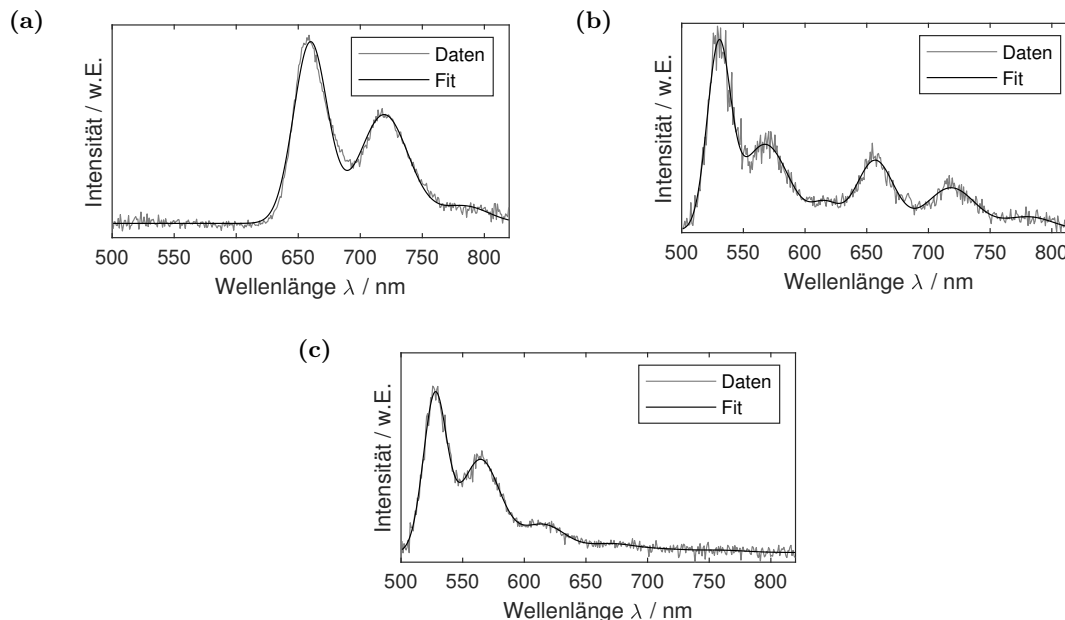 (a)
Intensität / w.E.
Daten
Fit
500 550 600 650 700 750 800
Wellenlänge λ / nm
(b)
Intensität / w.E.
Daten
Fit
500 550 600 650 700 750 800
Wellenlänge λ / nm
(c)
Intensität / w.E.
Daten
Fit
500 550 600 650 700 750 800
Wellenlänge λ / nm